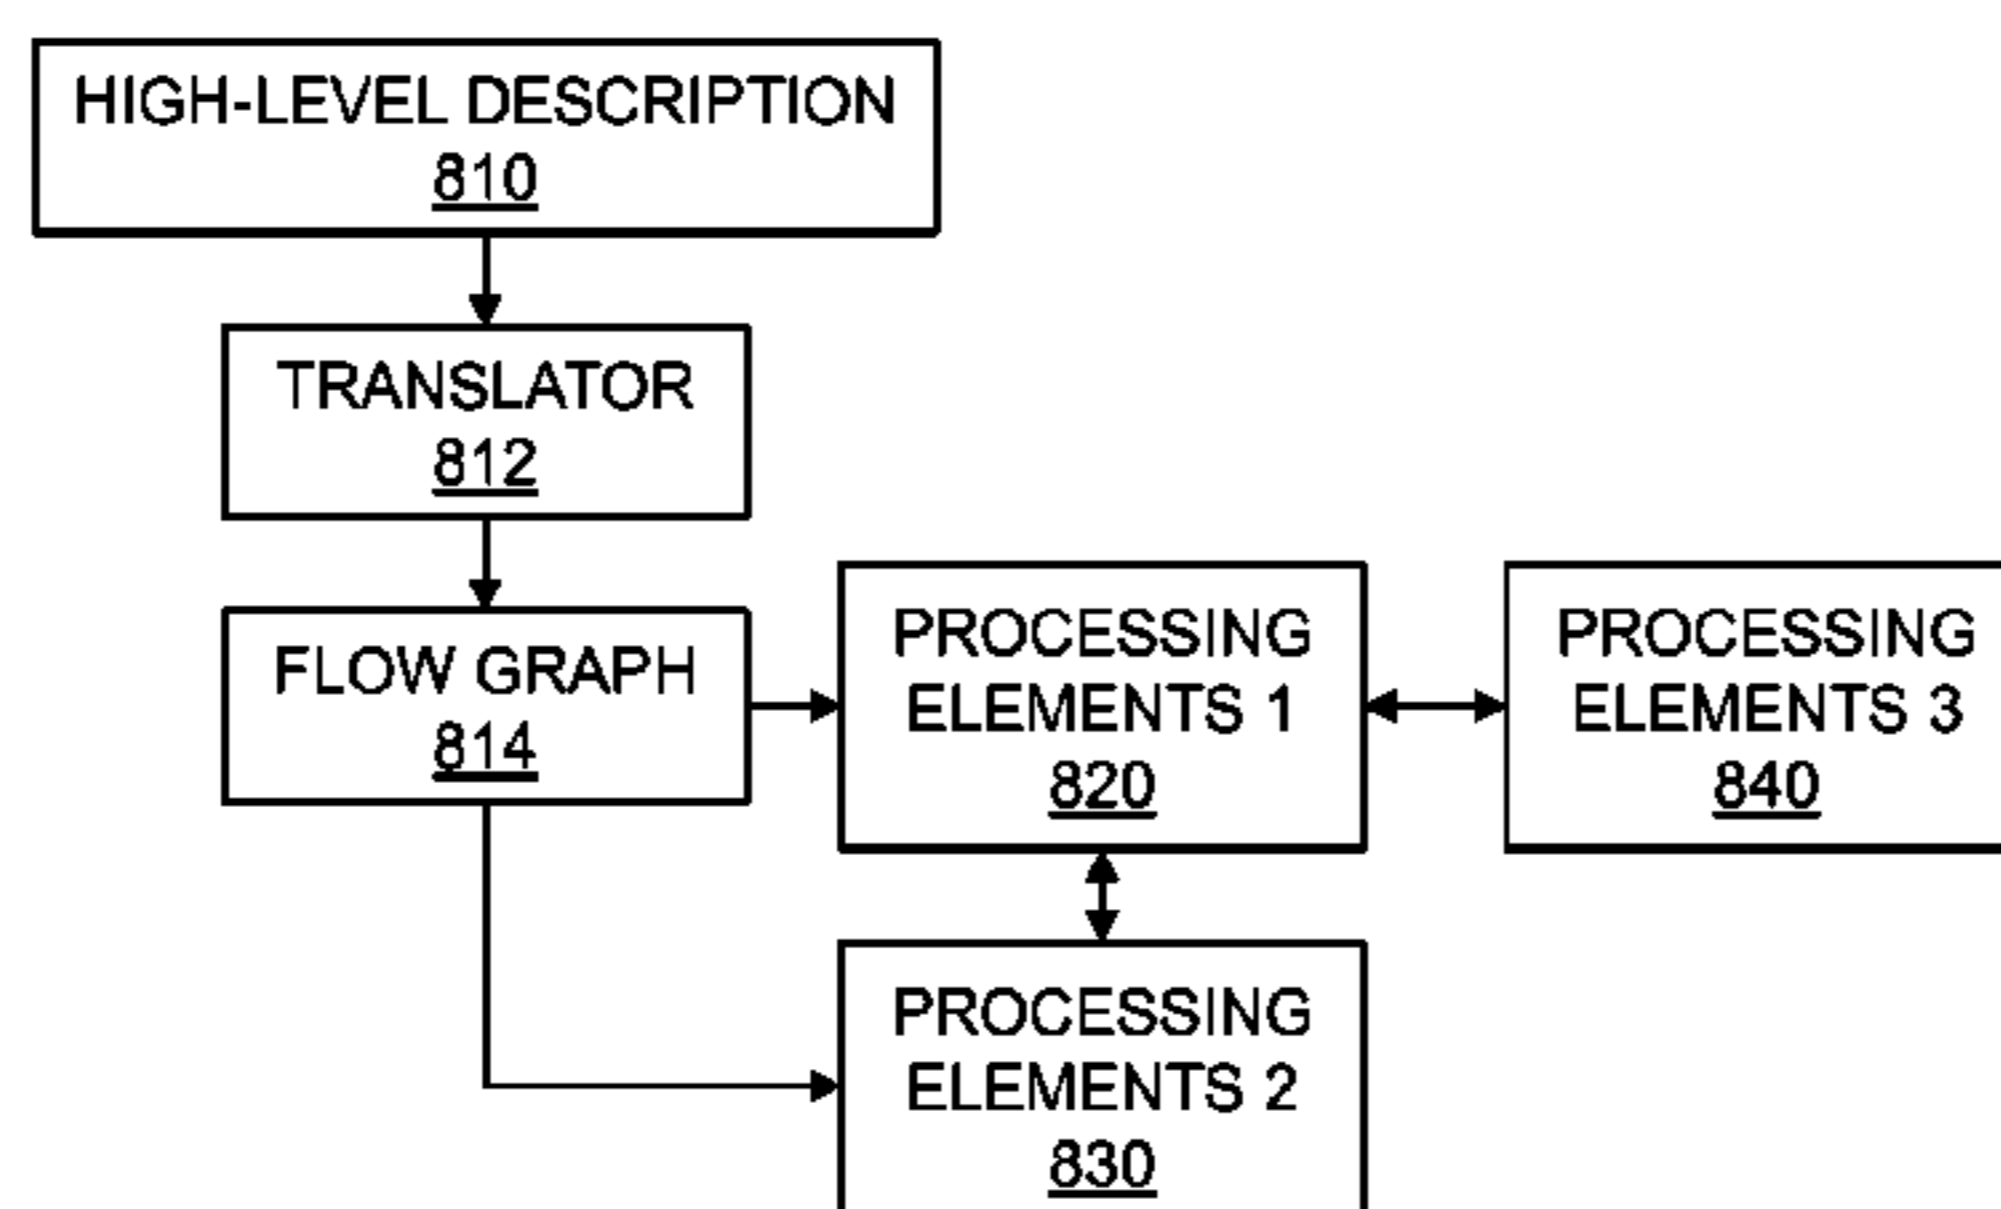 HIGH-LEVEL DESCRIPTION
810
TRANSLATOR
812
FLOW GRAPH
814
PROCESSING
ELEMENTS 1
820
PROCESSING
ELEMENTS 3
840
PROCESSING
ELEMENTS 2
830